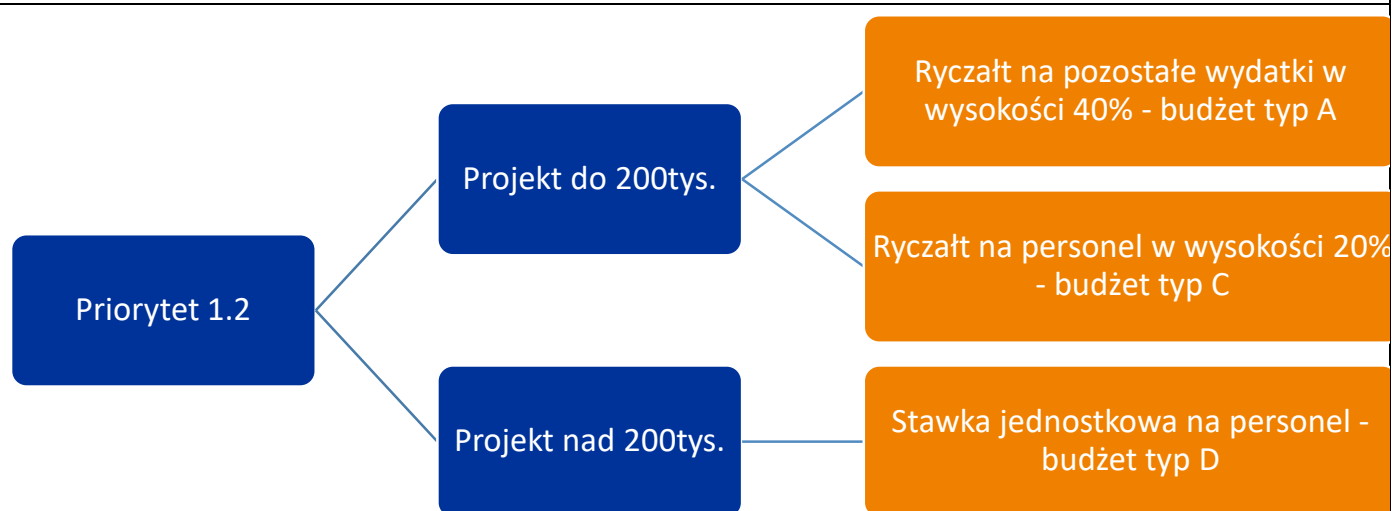 Priorytet 1.2
Projekt do 200tys.
Ryczałt na pozostałe wydatki w
wysokości 40% - budżet typ A
Ryczałt na personel w wysokości 20%
- budżet typ C
Projekt nad 200tys.
Stawka jednostkowa na personel -
budżet typ D